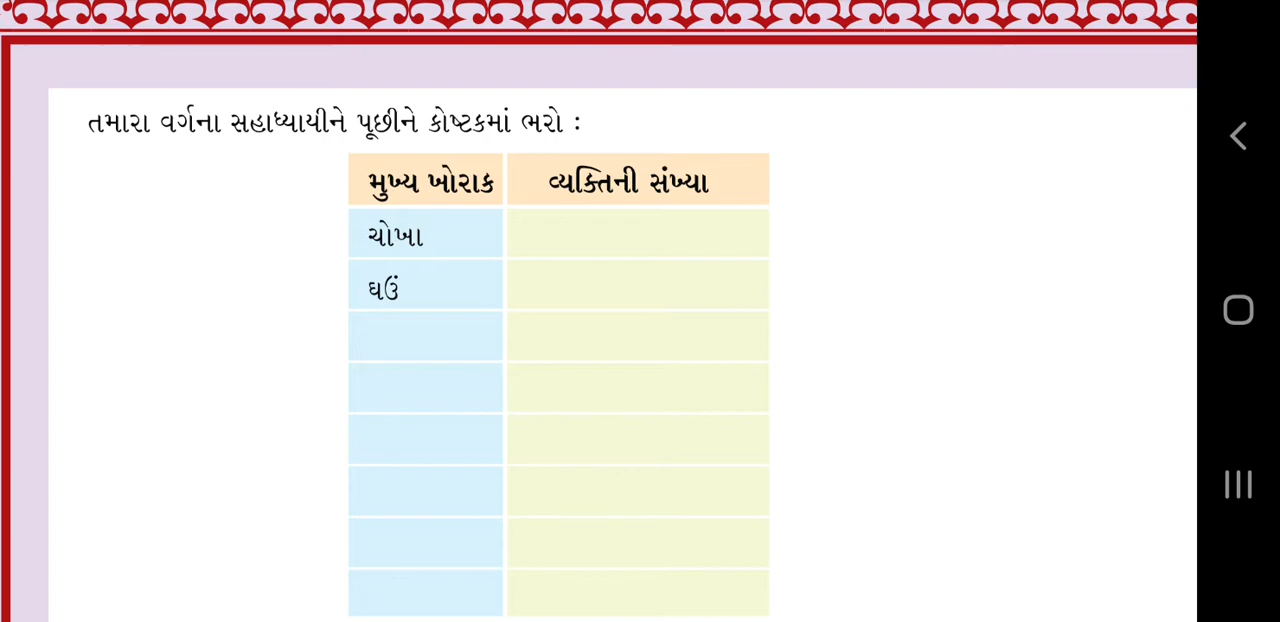 તમારા વર્ગના સહાધ્યાયીને પૂછીને કોષ્ટકમાં ભરો :
મુખ્ય ખોરાક વ્યક્તિની સંખ્યા
ચોખા
ઘઉં